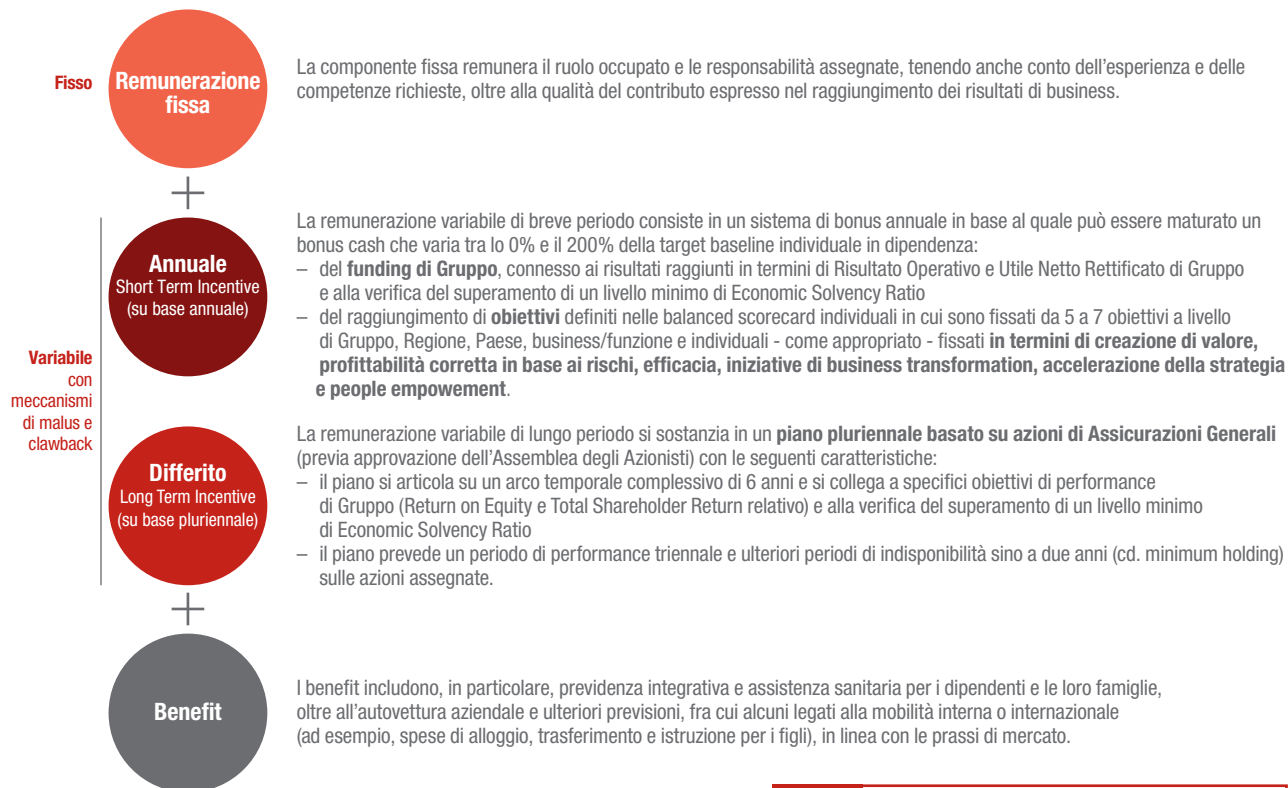 Fisso
Remunerazione
fissa
La componente fissa remunera il ruolo occupato e le responsabilità assegnate, tenendo anche conto dell'esperienza e delle
competenze richieste, oltre alla qualità del contributo espresso nel raggiungimento dei risultati di business.
Variabile
con
meccanismi
di malus e
clawback
Annuale
Short Term Incentive
(su base annuale)
La remunerazione variabile di breve periodo consiste in un sistema di bonus annuale in base al quale può essere maturato un
bonus cash che varia tra lo 0% e il 200% della target baseline individuale in dipendenza:
– del funding di Gruppo, connesso ai risultati raggiunti in termini di Risultato Operativo e Utile Netto Rettificato di Gruppo
e alla verifica del superamento di un livello minimo di Economic Solvency Ratio
– del raggiungimento di obiettivi definiti nelle balanced scorecard individuali in cui sono fissati da 5 a 7 obiettivi a livello
di Gruppo, Regione, Paese, business/funzione e individuali - come appropriato - fissati in termini di creazione di valore,
profittabilità corretta in base ai rischi, efficacia, iniziative di business transformation, accelerazione della strategia
e people empowement.
Differito
Long Term Incentive
(su base pluriennale)
La remunerazione variabile di lungo periodo si sostanzia in un piano pluriennale basato su azioni di Assicurazioni Generali
(previa approvazione dell'Assemblea degli Azionisti) con le seguenti caratteristiche:
– il piano si articola su un arco temporale complessivo di 6 anni e si collega a specifici obiettivi di performance
di Gruppo (Return on Equity e Total Shareholder Return relativo) e alla verifica del superamento di un livello minimo
di Economic Solvency Ratio
– il piano prevede un periodo di performance triennale e ulteriori periodi di indisponibilità sino a due anni (cd. minimum holding)
sulle azioni assegnate.
Benefit
I benefit includono, in particolare, previdenza integrativa e assistenza sanitaria per i dipendenti e le loro famiglie,
oltre all'autovettura aziendale e ulteriori previsioni, fra cui alcuni legati alla mobilità interna o internazionale
(ad esempio, spese di alloggio, trasferimento e istruzione per i figli), in linea con le prassi di mercato.